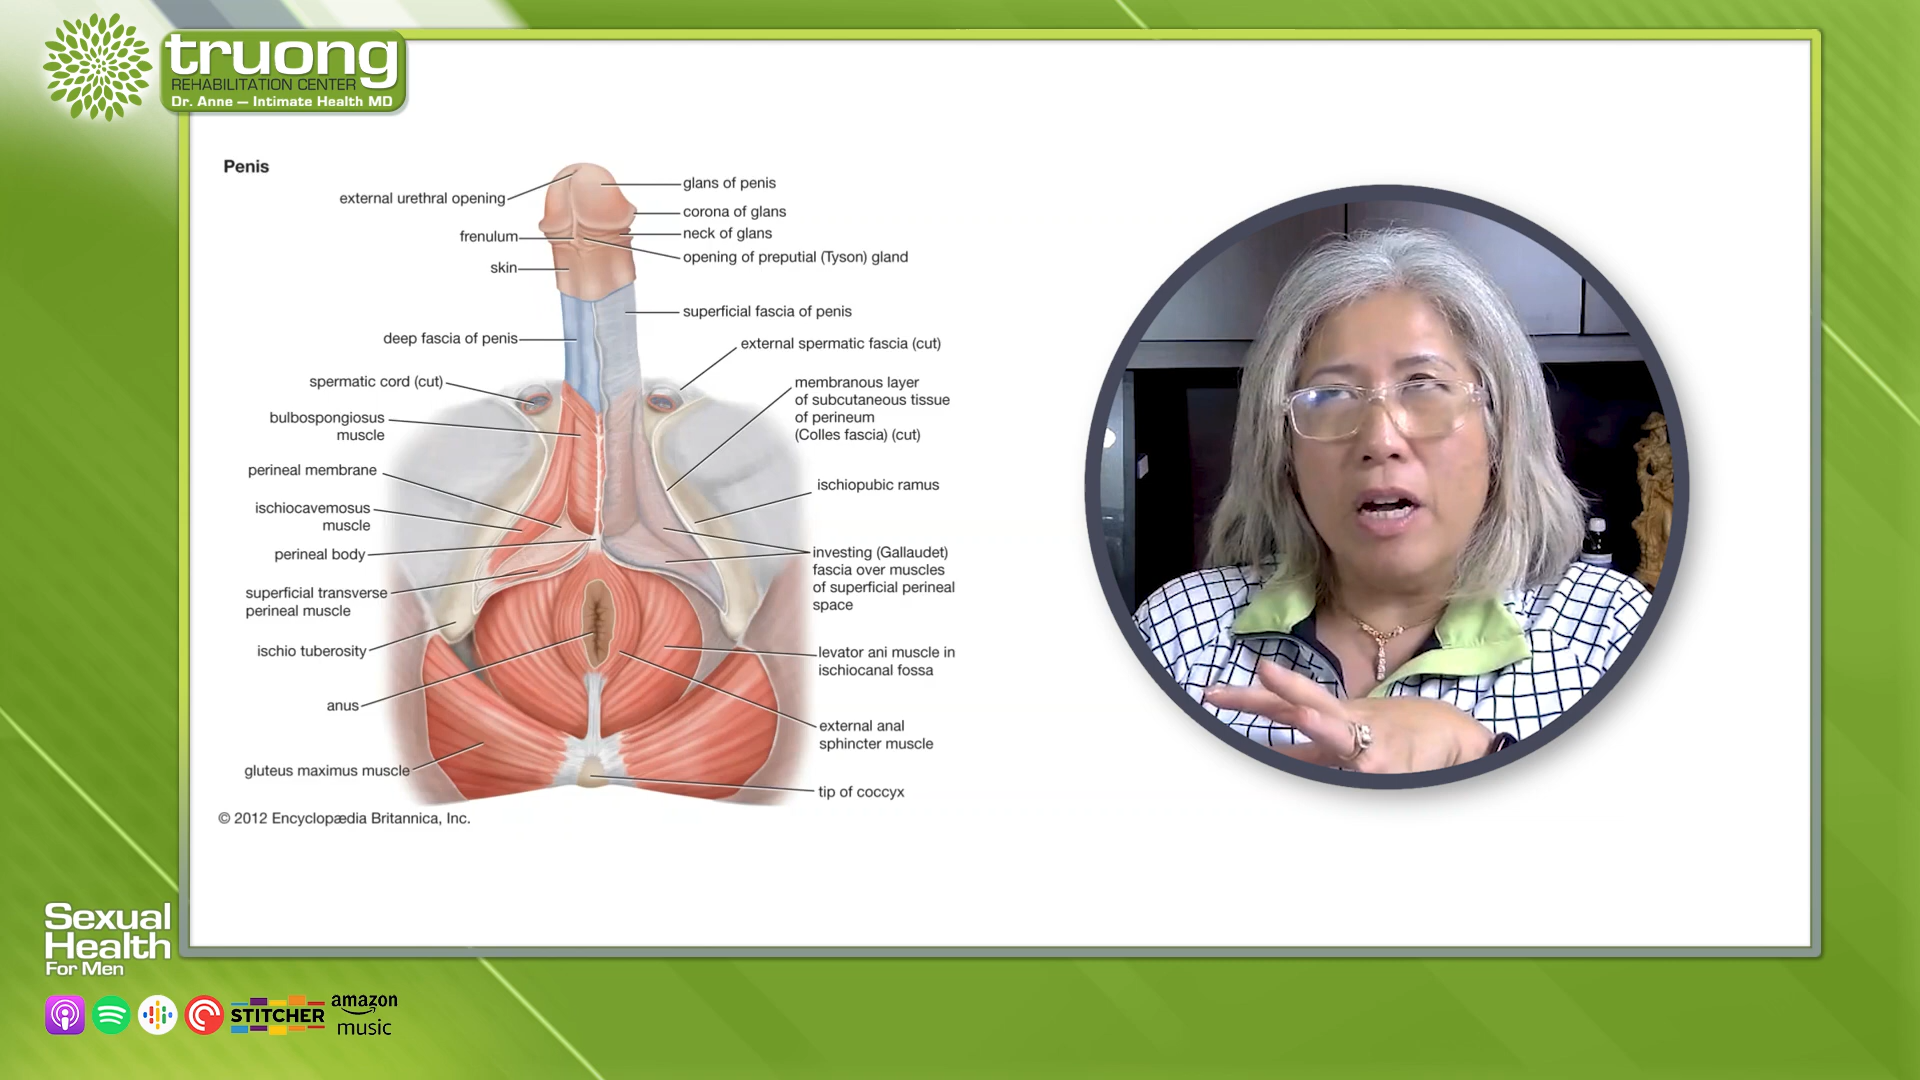 truong
REHABILITATION CENTER
Dr. Anne — Intimate Health MD
Penis
external urethral opening
frenulum
skin
deep fascia of penis
spermatic cord (cut)
bulbospongiosus
muscle
perineal membrane
ischiocavemosus
muscle
perineal body
superficial transverse
perineal muscle
ischio tuberosity
anus
gluteus maximus muscle
glans of penis
corona of glans
neck of glans
opening of preputial (Tyson) gland
superficial fascia of penis
external spermatic fascia (cut)
membranous layer
of subcutaneous tissue
of perineum
(Colles fascia) (cut)
ischiopubic ramus
investing (Gallaudet)
fascia over muscles
of superficial perineal
space
levator ani muscle in
ischiocanal fossa
external anal
sphincter muscle
tip of coccyx
© 2012 Encyclopædia Britannica, Inc.
Sexual
Health
For Men
STITCHER
amazon
music